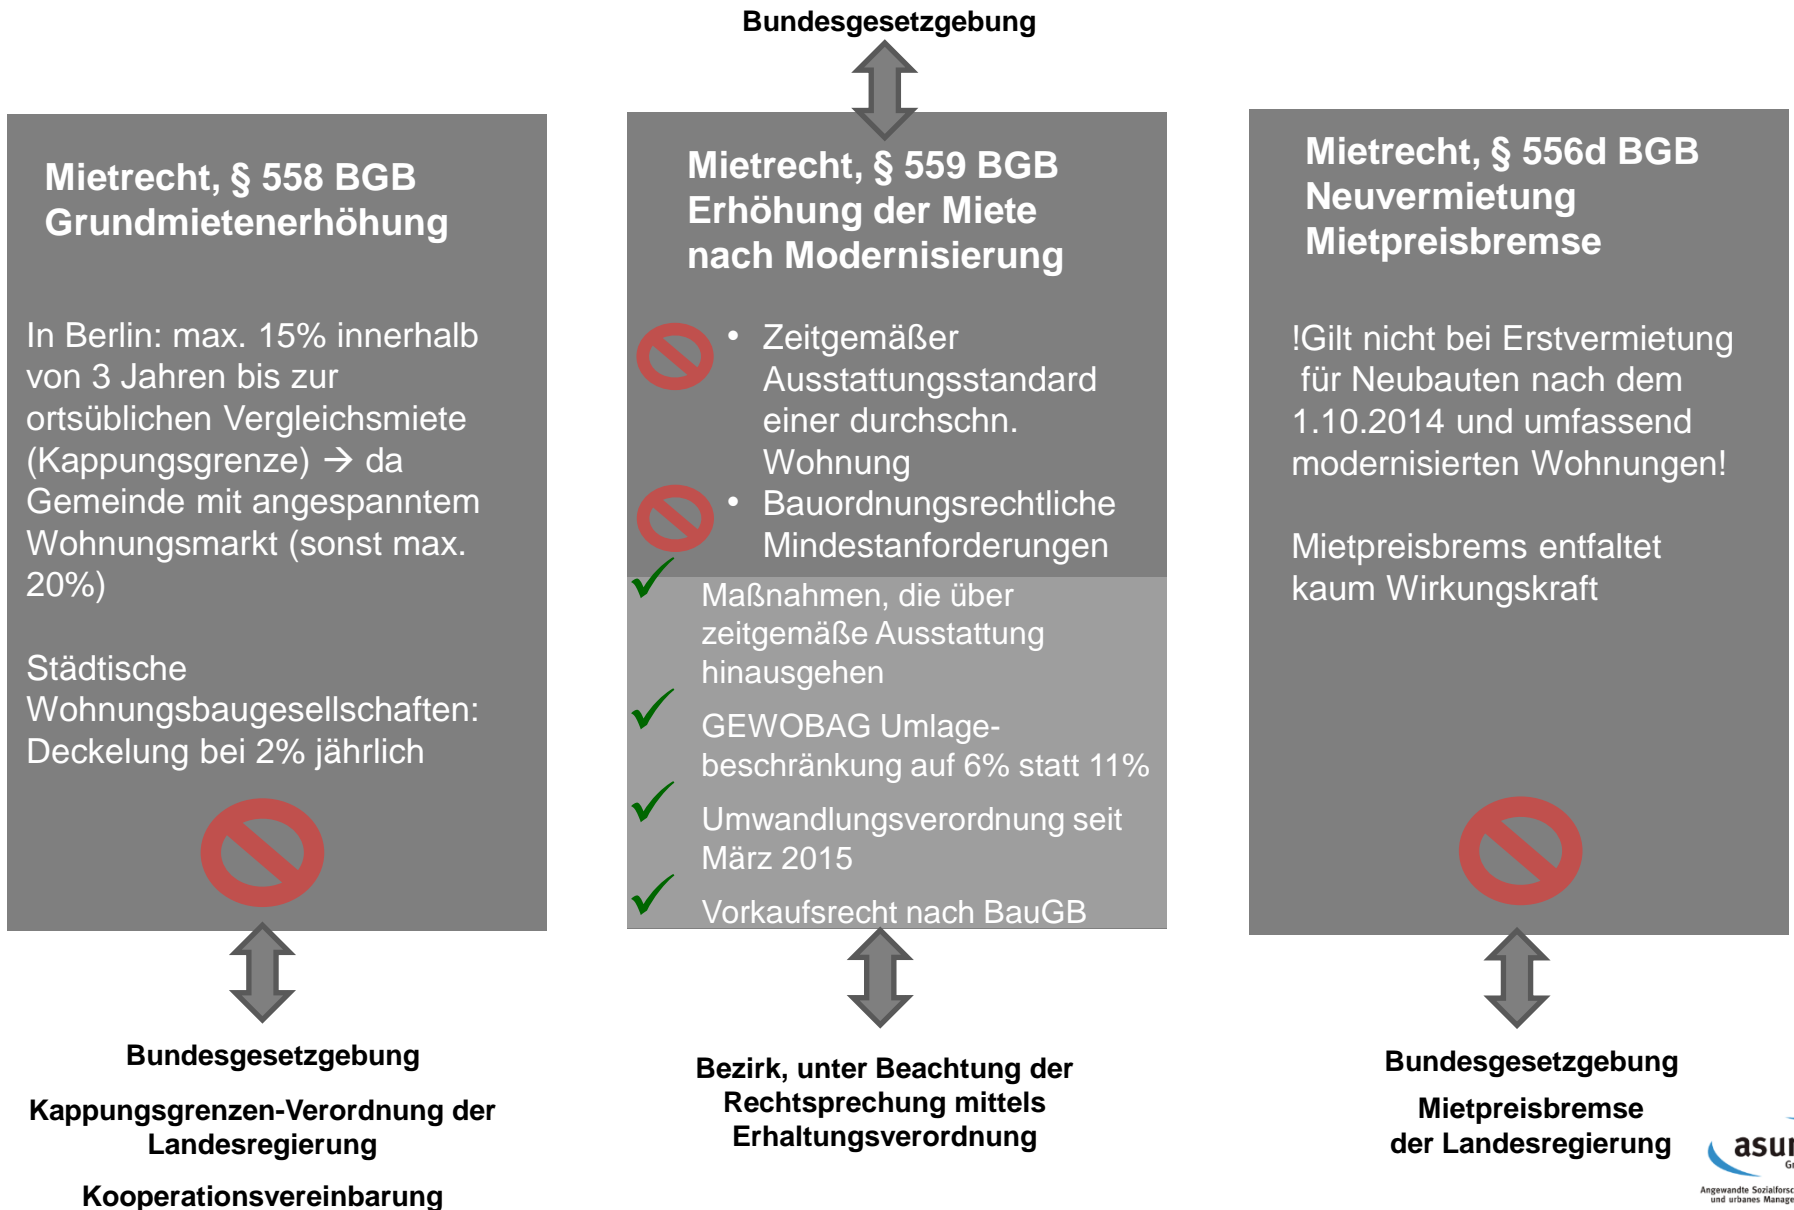 Bundesgesetzgebung
Mietrecht, § 558 BGB
Grundmietenerhöhung
In Berlin: max. 15% innerhalb
von 3 Jahren bis zur
ortsüblichen Vergleichsmiete
(Kappungsgrenze) → da
Gemeinde mit angespanntem
Wohnungsmarkt (sonst max.
20%)
Städtische
Wohnungsbaugesellschaften:
Deckelung bei 2% jährlich
Bundesgesetzgebung
Kappungsgrenzen-Verordnung der
Landesregierung
Kooperationsvereinbarung
Mietrecht, § 559 BGB
Erhöhung der Miete
nach Modernisierung
• Zeitgemäßer
Ausstattungsstandard
einer durchschn.
Wohnung
• Bauordnungsrechtliche
Mindestanforderungen
Maßnahmen, die über
zeitgemäße Ausstattung
hinausgehen
GEWOBAG Umlage-
beschränkung auf 6% statt 11%
Umwandlungsverordnung seit
März 2015
Vorkaufsrecht nach BauGB
Bezirk, unter Beachtung der
Rechtsprechung mittels
Erhaltungsverordnung
Mietrecht, § 556d BGB
Neuvermietung
Mietpreisbremse
!Gilt nicht bei Erstvermietung
für Neubauten nach dem
1.10.2014 und umfassend
modernisierten Wohnungen!
Mietpreisbrems entfaltet
kaum Wirkungskraft
Bundesgesetzgebung
Mietpreisbremse
der Landesregierung
Angewandte
und urbanes